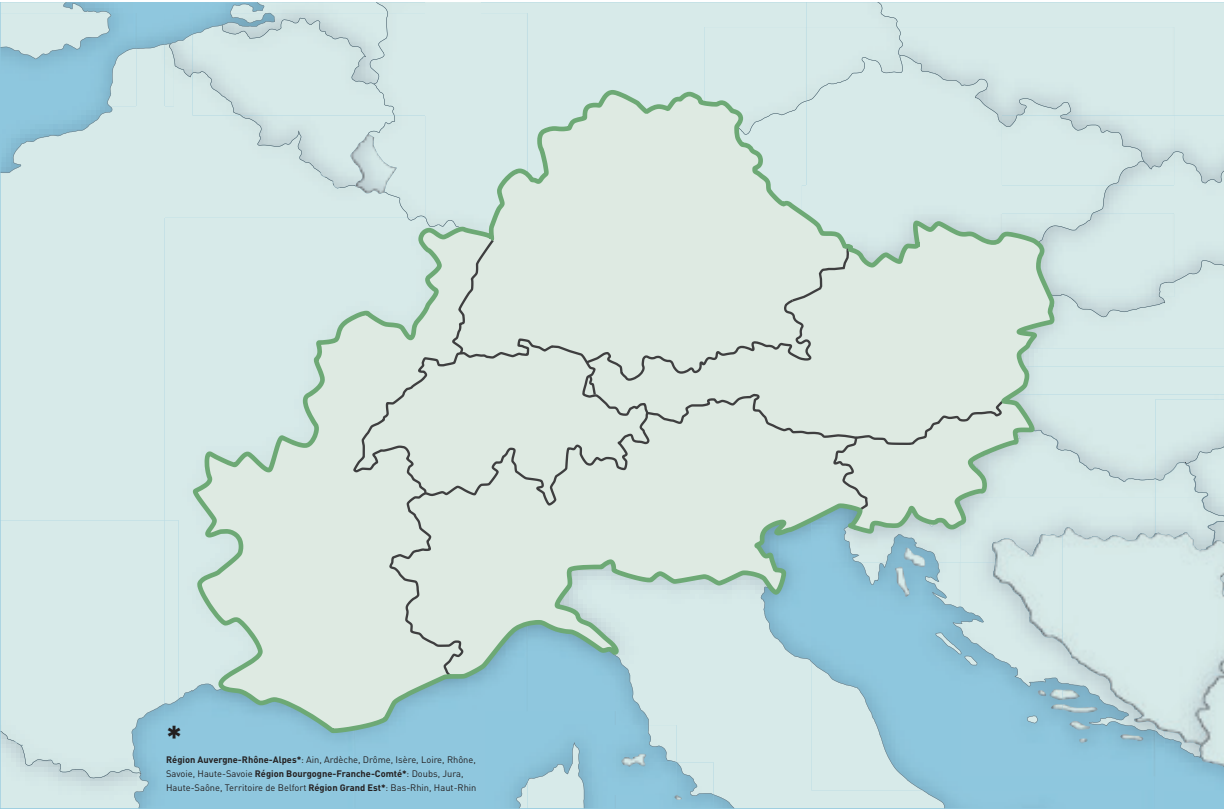 *
Région Auvergne-Rhône-Alpes*: Ain, Ardèche, Drôme, Isère, Loire, Rhône,
Savoie, Haute-Savoie Région Bourgogne-Franche-Comté*: Doubs, Jura,
Haute-Saône, Territoire de Belfort Région Grand Est*: Bas-Rhin, Haut-Rhin